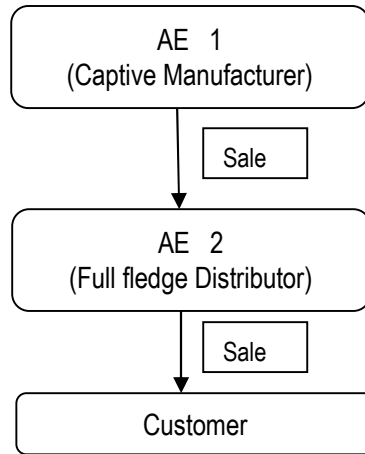 AE 1
(Captive Manufacturer)
Sale
AE 2
(Full fledge Distributor)
Sale
Customer